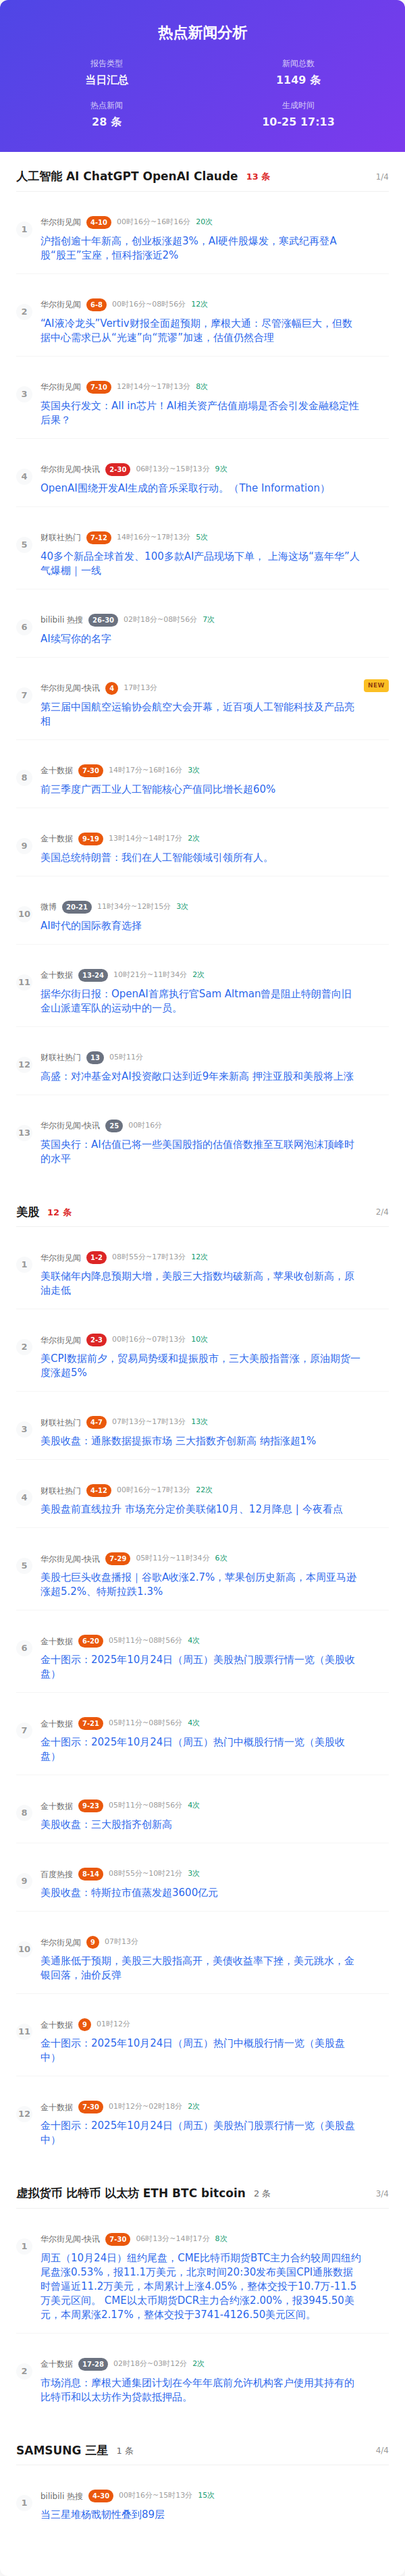 热点新闻分析
报告类型
新闻总数
当日汇总
1149 条
热点新闻
生成时间
28 条
10-25 17:13
人工智能 AI ChatGPT OpenAI Claude 13 条 1/4
1
华尔街见闻 4-10 00时16分~16时16分 20次
沪指创逾十年新高，创业板涨超3%，AI硬件股爆发，寒武纪再登A
股“股王”宝座，恒科指涨近2%
2
华尔街见闻 6-8 00时16分~08时56分 12次
“AI液冷龙头”Vertiv财报全面超预期，摩根大通：尽管涨幅巨大，但数
据中心需求已从“光速”向“荒谬”加速，估值仍然合理
3
华尔街见闻 7-10 12时14分~17时13分 8次
英国央行发文：All in芯片！AI相关资产估值崩塌是否会引发金融稳定性
后果？
4
华尔街见闻-快讯 2-30 06时13分~15时13分 9次
OpenAI围绕开发AI生成的音乐采取行动。（The Information）
5
财联社热门 7-12 14时16分~17时13分 5次
40多个新品全球首发、100多款AI产品现场下单， 上海这场“嘉年华”人
气爆棚｜一线
6
bilibili 热搜 26-30 02时18分~08时56分 7次
AI续写你的名字
7
华尔街见闻-快讯 4 17时13分
NEW
第三届中国航空运输协会航空大会开幕，近百项人工智能科技及产品亮
相
8
金十数据 7-30 14时17分~16时16分 3次
前三季度广西工业人工智能核心产值同比增长超60%
9
金十数据 9-19 13时14分~14时17分 2次
美国总统特朗普：我们在人工智能领域引领所有人。
10
微博 20-21 11时34分~12时15分 3次
AI时代的国际教育选择
11
金十数据 13-24 10时21分~11时34分 2次
据华尔街日报：OpenAI首席执行官Sam Altman曾是阻止特朗普向旧
金山派遣军队的运动中的一员。
12
财联社热门 13 05时11分
高盛：对冲基金对AI投资敞口达到近9年来新高 押注亚股和美股将上涨
13
华尔街见闻-快讯 25 00时16分
英国央行：AI估值已将一些美国股指的估值倍数推至互联网泡沫顶峰时
的水平
美股 12 条 2/4
1
华尔街见闻 1-2 08时55分~17时13分 12次
美联储年内降息预期大增，美股三大指数均破新高，苹果收创新高，原
油走低
2
华尔街见闻 2-3 00时16分~07时13分 10次
美CPI数据前夕，贸易局势缓和提振股市，三大美股指普涨，原油期货一
度涨超5%
3
财联社热门 4-7 07时13分~17时13分 13次
美股收盘：通胀数据提振市场 三大指数齐创新高 纳指涨超1%
4
财联社热门 4-12 00时16分~17时13分 22次
美股盘前直线拉升 市场充分定价美联储10月、12月降息 | 今夜看点
5
华尔街见闻-快讯 7-29 05时11分~11时34分 6次
美股七巨头收盘播报｜谷歌A收涨2.7%，苹果创历史新高，本周亚马逊
涨超5.2%、特斯拉跌1.3%
6
金十数据 6-20 05时11分~08时56分 4次
金十图示：2025年10月24日（周五）美股热门股票行情一览（美股收
盘）
7
金十数据 7-21 05时11分~08时56分 4次
金十图示：2025年10月24日（周五）热门中概股行情一览（美股收
盘）
8
金十数据 9-23 05时11分~08时56分 4次
美股收盘：三大股指齐创新高
9
百度热搜 8-14 08时55分~10时21分 3次
美股收盘：特斯拉市值蒸发超3600亿元
10
华尔街见闻 9 07时13分
美通胀低于预期，美股三大股指高开，美债收益率下挫，美元跳水，金
银回落，油价反弹
11
金十数据 9 01时12分
金十图示：2025年10月24日（周五）热门中概股行情一览（美股盘
中）
12
金十数据 7-30 01时12分~02时18分 2次
金十图示：2025年10月24日（周五）美股热门股票行情一览（美股盘
中）
虚拟货币 比特币 以太坊 ETH BTC bitcoin 2 条 3/4
1
华尔街见闻-快讯 7-30 06时13分~14时17分 8次
周五（10月24日）纽约尾盘，CME比特币期货BTC主力合约较周四纽约
尾盘涨0.53%，报11.1万美元，北京时间20:30发布美国CPI通胀数据
时曾逼近11.2万美元，本周累计上涨4.05%，整体交投于10.7万-11.5
万美元区间。 CME以太币期货DCR主力合约涨2.00%，报3945.50美
元，本周累涨2.17%，整体交投于3741-4126.50美元区间。
2
金十数据 17-28 02时18分~03时12分 2次
市场消息：摩根大通集团计划在今年年底前允许机构客户使用其持有的
比特币和以太坊作为贷款抵押品。
SAMSUNG 三星 1 条 4/4
1
bilibili 热搜 4-30 00时16分~15时13分 15次
当三星堆杨戬韧性叠到89层